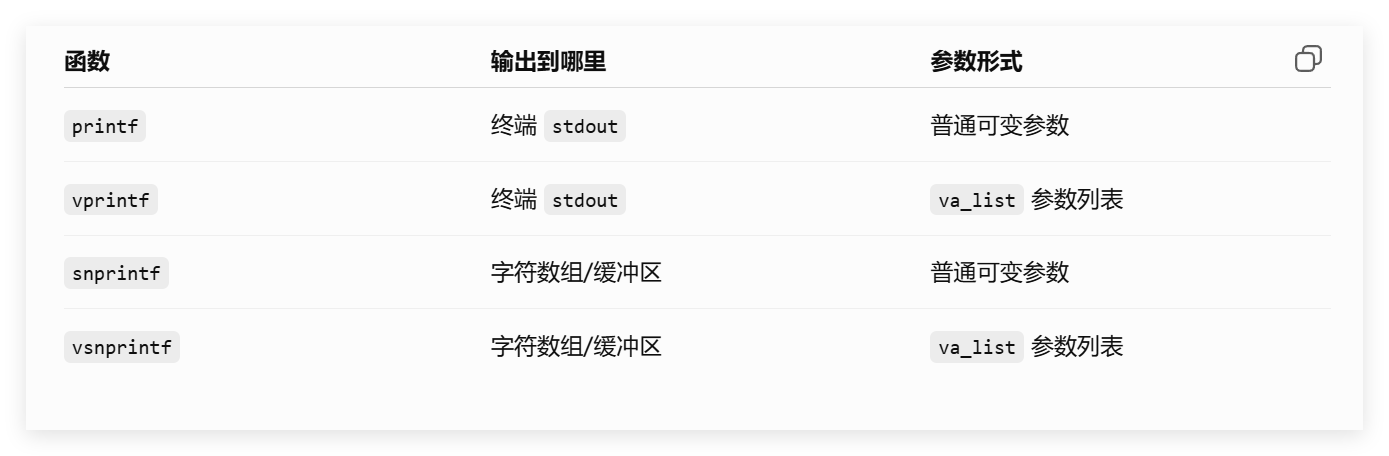 函数 输出到哪里 参数形式
printf 终端 stdout 普通可变参数
vprintf 终端 stdout va_list 参数列表
snprintf 字符数组/缓冲区 普通可变参数
vsnprintf 字符数组/缓冲区 va_list 参数列表